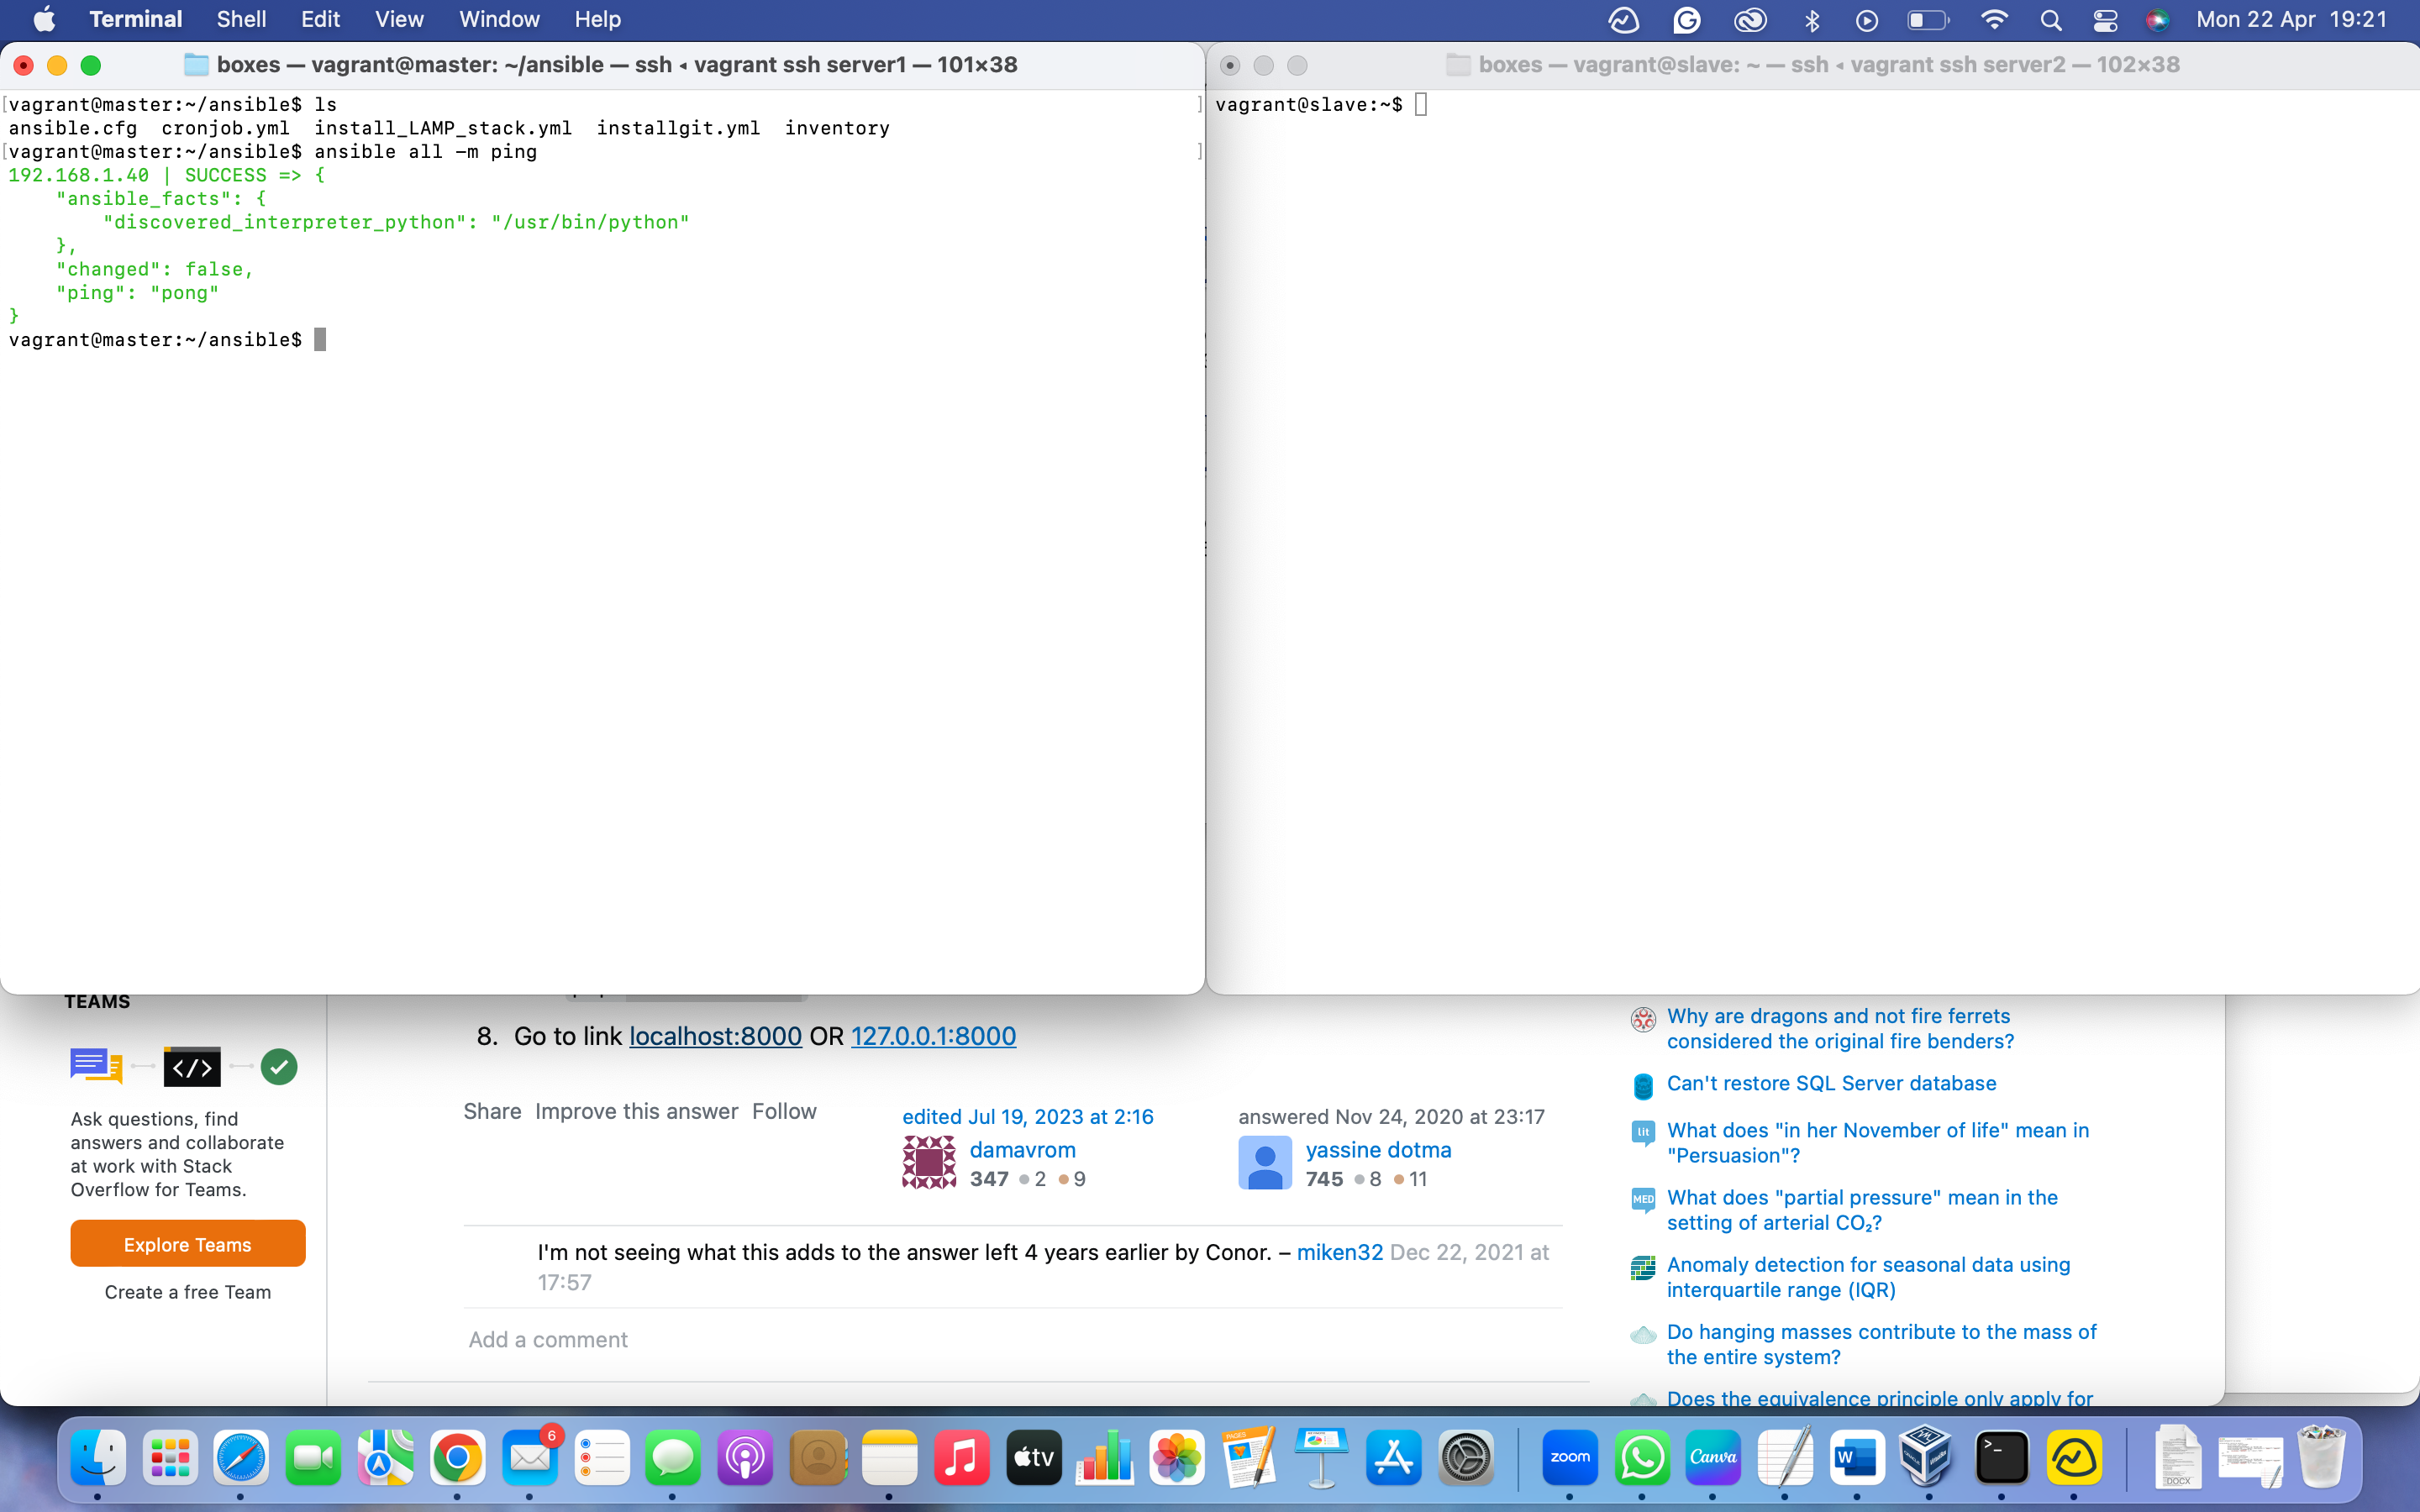 Terminal Shell Edit View Window Help
Mon 22 Apr 19:21
boxes — vagrant@master: ~/ansible — ssh ◂ vagrant ssh server1 — 101×38
[vagrant@master:~/ansible$ ls ]
ansible.cfg cronjob.yml install_LAMP_stack.yml installgit.yml inventory
[vagrant@master:~/ansible$ ansible all -m ping ]
192.168.1.40 | SUCCESS => {
    "ansible_facts": {
        "discovered_interpreter_python": "/usr/bin/python"
    },
    "changed": false,
    "ping": "pong"
}
vagrant@master:~/ansible$
boxes — vagrant@slave: ~ — ssh ◂ vagrant ssh server2 — 102×38
vagrant@slave:~$
TEAMS
</>
Ask questions, find
answers and collaborate
at work with Stack
Overflow for Teams.
Explore Teams
Create a free Team
8. Go to link localhost:8000 OR 127.0.0.1:8000
Share Improve this answer Follow
edited Jul 19, 2023 at 2:16
damavrom
347 2 9
answered Nov 24, 2020 at 23:17
yassine dotma
745 8 11
I'm not seeing what this adds to the answer left 4 years earlier by Conor. – miken32 Dec 22, 2021 at
17:57
Add a comment
Why are dragons and not fire ferrets
considered the original fire benders?
Can't restore SQL Server database
lit
What does "in her November of life" mean in
"Persuasion"?
MED
What does "partial pressure" mean in the
setting of arterial CO₂?
Anomaly detection for seasonal data using
interquartile range (IQR)
Do hanging masses contribute to the mass of
the entire system?
Does the equivalence principle only apply for
6
tv
PAGES
zoom
Canva
W
>_
DOCX